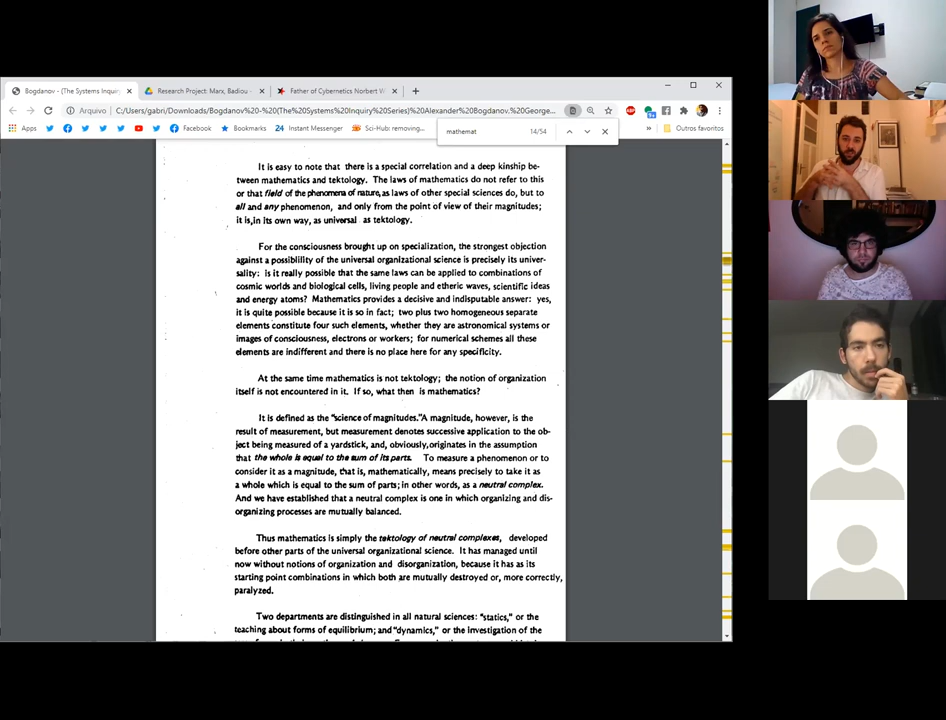 Bogdanov - (The Systems Inquiry
Research Project: Marx, Badiou -
Father of Cybernetics Norbert W
Arquivo
C:/Users/gabri/Downloads/Bogdanov%20-%20(The%20Systems%20Inquiry%20Series)%20Alexander%20Bogdanov.%20George...
ABP
Apps
Facebook
Bookmarks
24 Instant Messenger
Sci-Hub: removing...
mathemat
14/54
Outros favoritos
It is easy to note that there is a special correlation and a deep kinship be-
tween mathematics and tektology. The laws of mathematics do not refer to this
or that field of the phenomena of nature, as laws of other special sciences do, but to
all and any phenomenon, and only from the point of view of their magnitudes;
it is, in its own way, as universal as tektology.
For the consciousness brought up on specialization, the strongest objection
against a possiblility of the universal organizational science is precisely its univer-
sality: is it really possible that the same laws can be applied to combinations of
cosmic worlds and biological cells, living people and etheric waves, scientific ideas
and energy atoms? Mathematics provides a decisive and indisputable answer: yes,
it is quite possible because it is so in fact; two plus two homogeneous separate
elements constitute four such elements, whether they are astronomical systems or
images of consciousness, electrons or workers; for numerical schemes all these
elements are indifferent and there is no place here for any specificity.
At the same time mathematics is not tektology; the notion of organization
itself is not encountered in it. If so, what then is mathematics?
It is defined as the "science of magnitudes." A magnitude, however, is the
result of measurement, but measurement denotes successive application to the ob-
ject being measured of a yardstick, and, obviously, originates in the assumption
that the whole is equal to the sum of its parts. To measure a phenomenon or to
consider it as a magnitude, that is, mathematically, means precisely to take it as
a whole which is equal to the sum of parts; in other words, as a neutral complex.
And we have established that a neutral complex is one in which organizing and dis-
organizing processes are mutually balanced.
Thus mathematics is simply the tektology of neutral complexes, developed
before other parts of the universal organizational science. It has managed until
now without notions of organization and disorganization, because it has as its
starting point combinations in which both are mutually destroyed or, more correctly,
paralyzed.
Two departments are distinguished in all natural sciences: "statics," or the
teaching about forms of equilibrium; and "dynamics," or the investigation of the